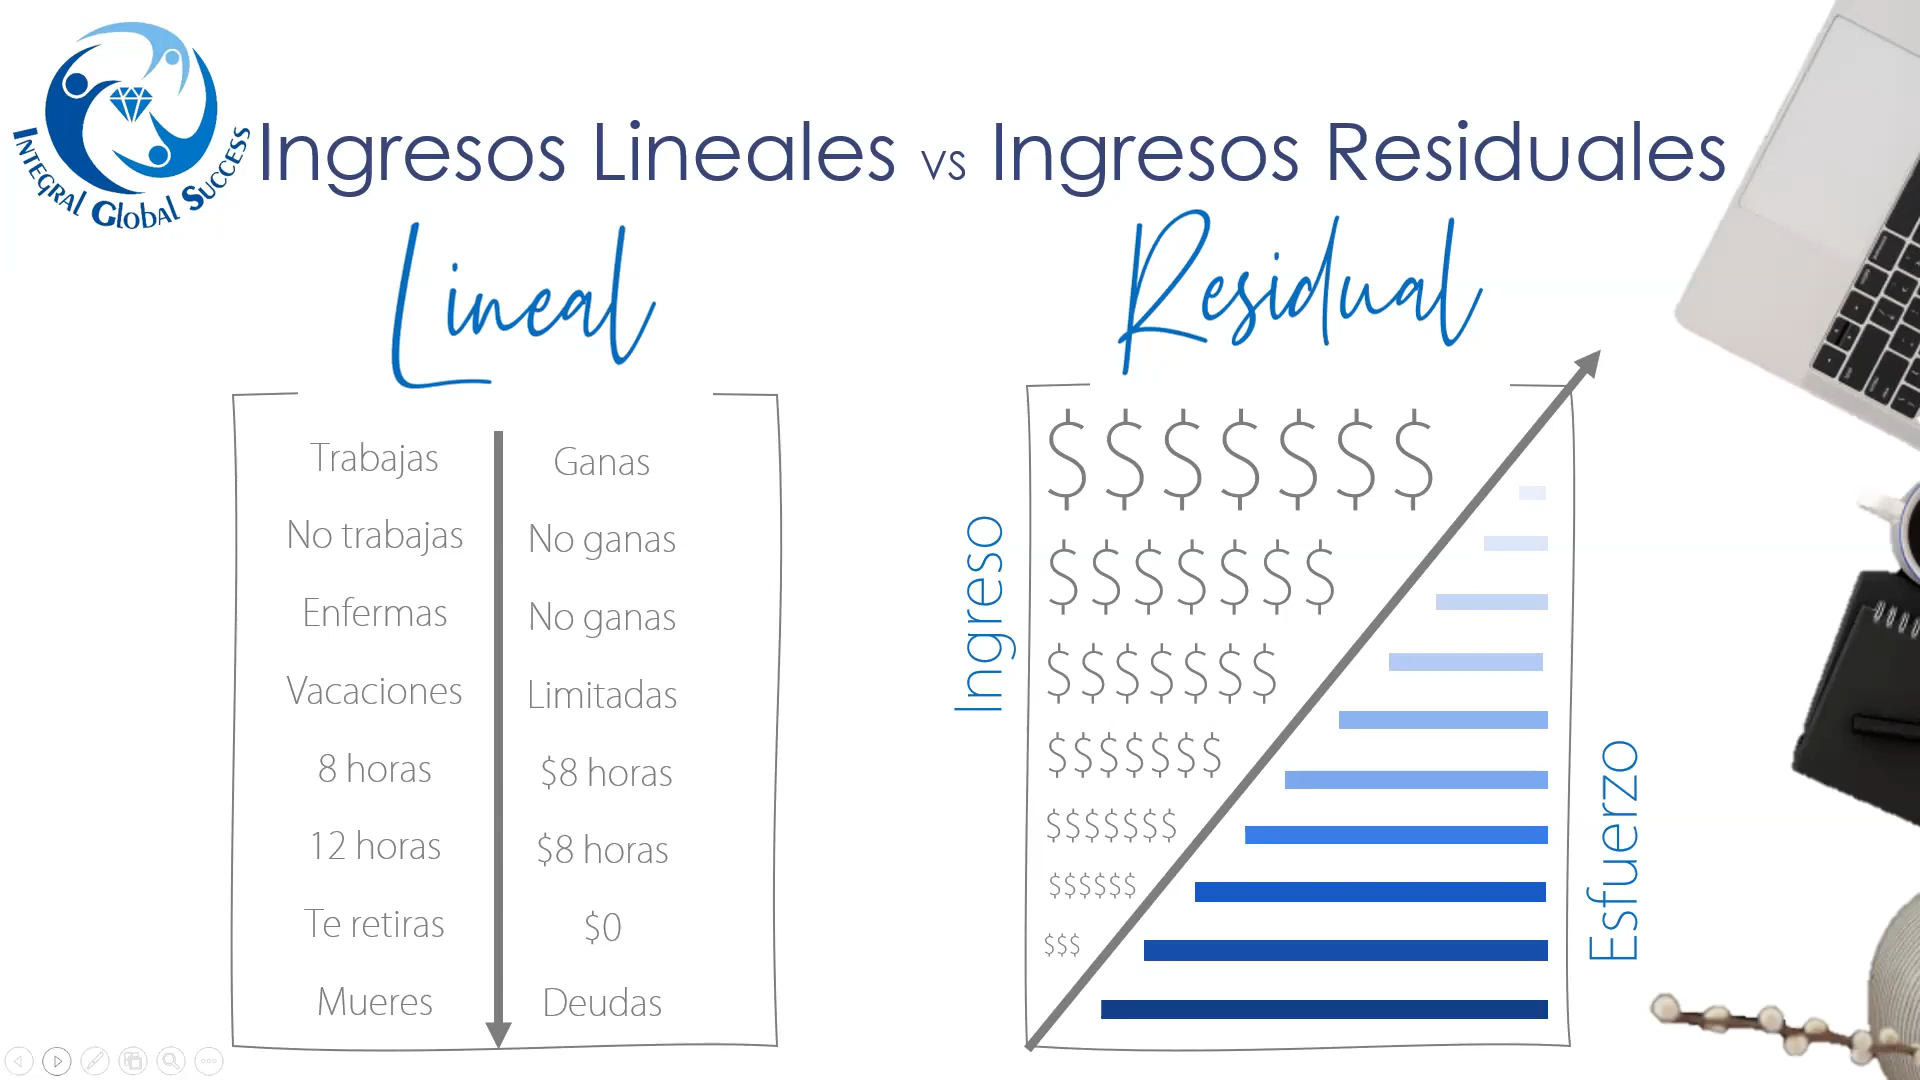 INTEGRAL GLOBAL SUCCESS
Ingresos Lineales vs Ingresos Residuales
Lineal
Trabajas Ganas
No trabajas No ganas
Enfermas No ganas
Vacaciones Limitadas
8 horas $8 horas
12 horas $8 horas
Te retiras $0
Mueres Deudas
Residual
Ingreso
$$$$$$$
$$$$$$$
$$$$$$$
$$$$$$$
$$$$$$$
$$$$$$
$$$
Esfuerzo